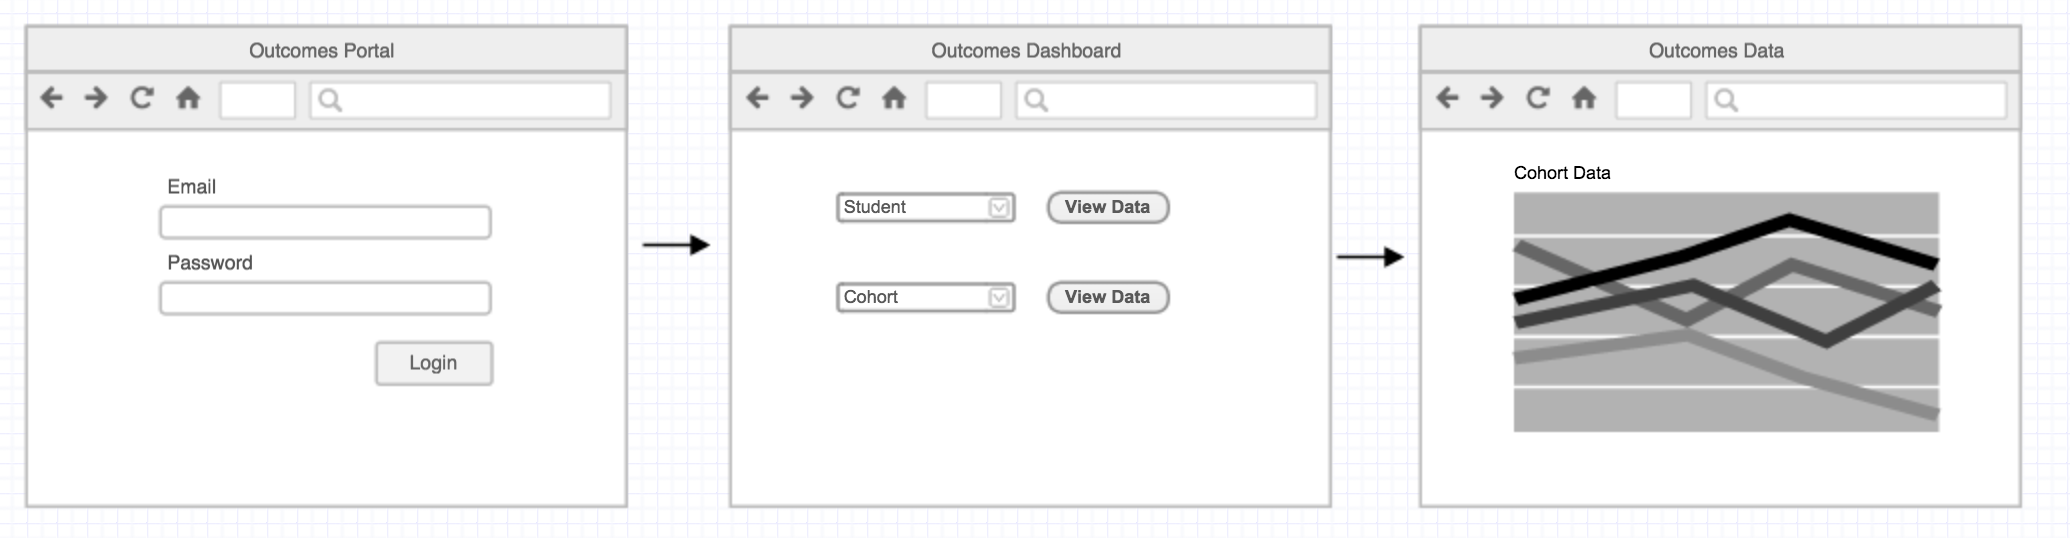 Outcomes Portal
Email
Password
Login
Outcomes Dashboard
Student
View Data
Cohort
View Data
Outcomes Data
Cohort Data